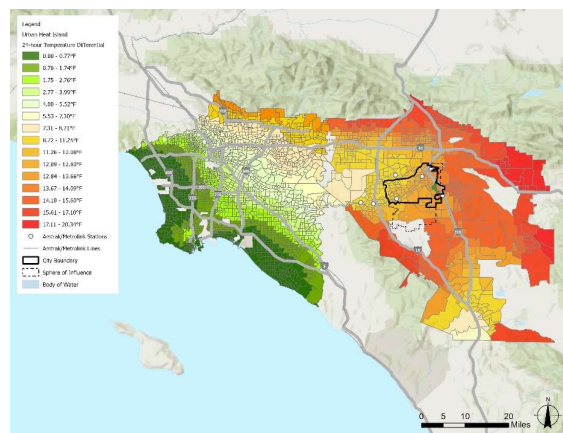 Legend
Urban Heat Island
24-hour Temperature Differential
0.00 - 0.77°F
0.78 - 1.74°F
1.75 - 2.76°F
2.77 - 3.99°F
4.00 - 5.52°F
5.53 - 7.30°F
7.31 - 8.71°F
8.72 - 11.25°F
11.26 - 12.08°F
12.09 - 12.83°F
12.84 - 13.66°F
13.67 - 14.09°F
14.10 - 15.60°F
15.61 - 17.10°F
17.11 - 20.34°F
Amtrak/Metrolink Stations
Amtrak/Metrolink Lines
City Boundary
Sphere of Influence
Body of Water
N
0 5 10 20
Miles